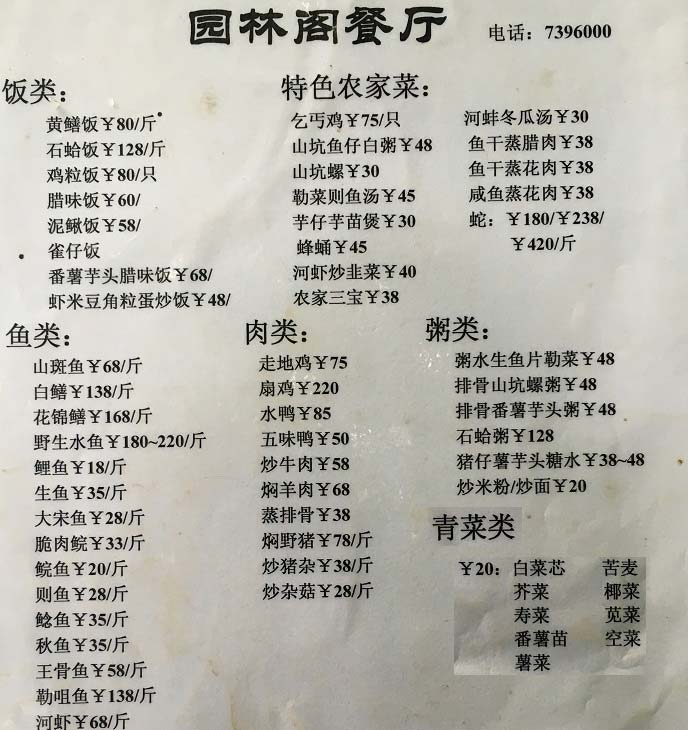 园林阁餐厅
电话：7396000
饭类：
黄鳝饭￥80/斤
石蛤饭￥128/斤
鸡粒饭￥80/只
腊味饭￥60/
泥鳅饭￥58/
雀仔饭
番薯芋头腊味饭￥68/
虾米豆角粒蛋炒饭￥48/
特色农家菜：
乞丐鸡￥75/只
山坑鱼仔白粥￥48
山坑螺￥30
勒菜则鱼汤￥45
芋仔芋苗煲￥30
蜂蛹￥45
河虾炒韭菜￥40
农家三宝￥38
河蚌冬瓜汤￥30
鱼干蒸腊肉￥38
鱼干蒸花肉￥38
咸鱼蒸花肉￥38
蛇：￥180/￥238/
￥420/斤
鱼类：
山斑鱼￥68/斤
白鳝￥138/斤
花锦鳝￥168/斤
野生水鱼￥180~220/斤
鲤鱼￥18/斤
生鱼￥35/斤
大宋鱼￥28/斤
脆肉鲩￥33/斤
鲩鱼￥20/斤
则鱼￥28/斤
鲶鱼￥35/斤
秋鱼￥35/斤
王骨鱼￥58/斤
勒咀鱼￥138/斤
河虾￥68/斤
肉类：
走地鸡￥75
扇鸡￥220
水鸭￥85
五味鸭￥50
炒牛肉￥58
焖羊肉￥68
蒸排骨￥38
焖野猪￥78/斤
炒猪杂￥38/斤
炒杂菇￥28/斤
粥类：
粥水生鱼片勒菜￥48
排骨山坑螺粥￥48
排骨番薯芋头粥￥48
石蛤粥￥128
猪仔薯芋头糖水￥38~48
炒米粉/炒面￥20
青菜类
￥20：白菜芯 苦麦
芥菜 椰菜
寿菜 苋菜
番薯苗 空菜
薯菜